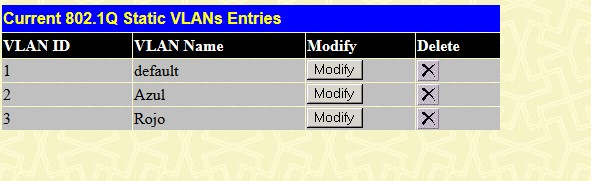 Current 802.1Q Static VLANs Entries
VLAN ID VLAN Name Modify Delete
1 default Modify
2 Azul Modify
3 Rojo Modify